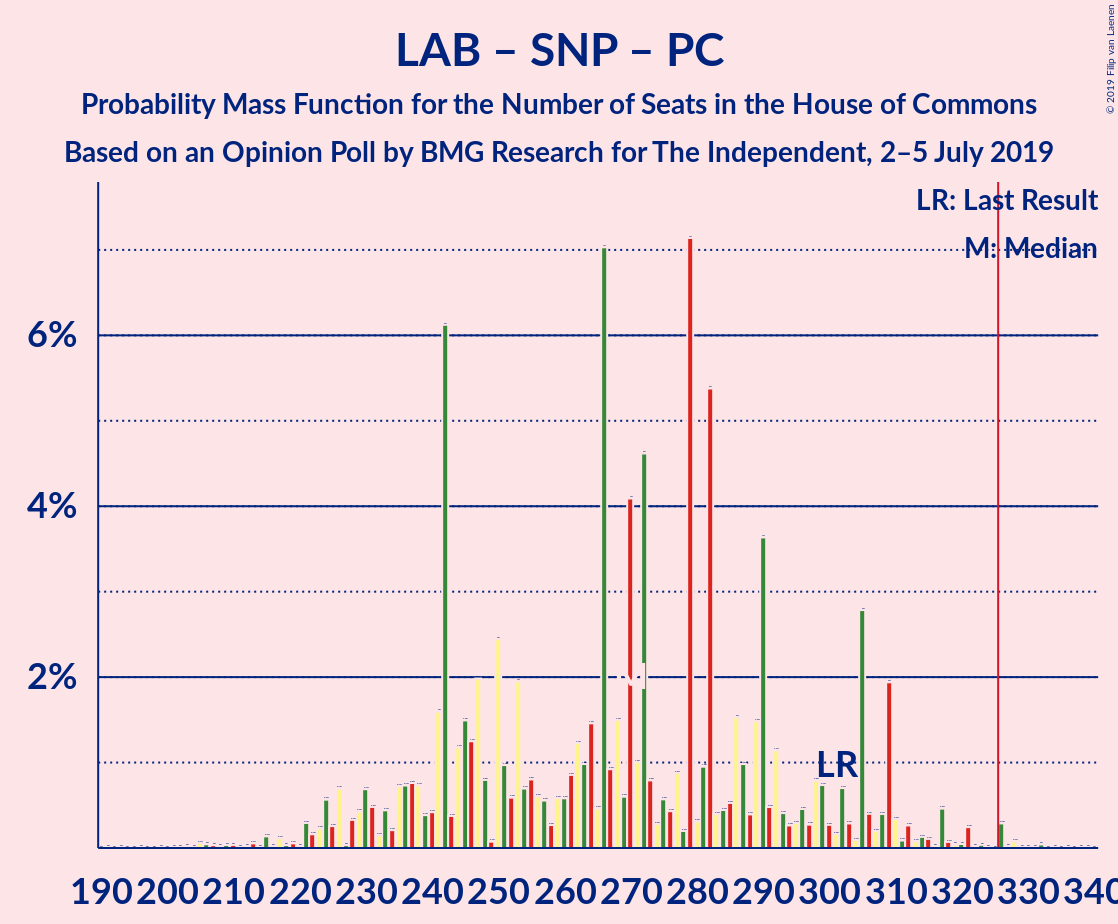 LAB – SNP – PC
Probability Mass Function for the Number of Seats in the House of Commons
Based on an Opinion Poll by BMG Research for The Independent, 2–5 July 2019
© 2019 Filip van Laenen
LR: Last Result
M: Median
6%
4%
2%
M
LR
190 200 210 220 230 240 250 260 270 280 290 300 310 320 330 340